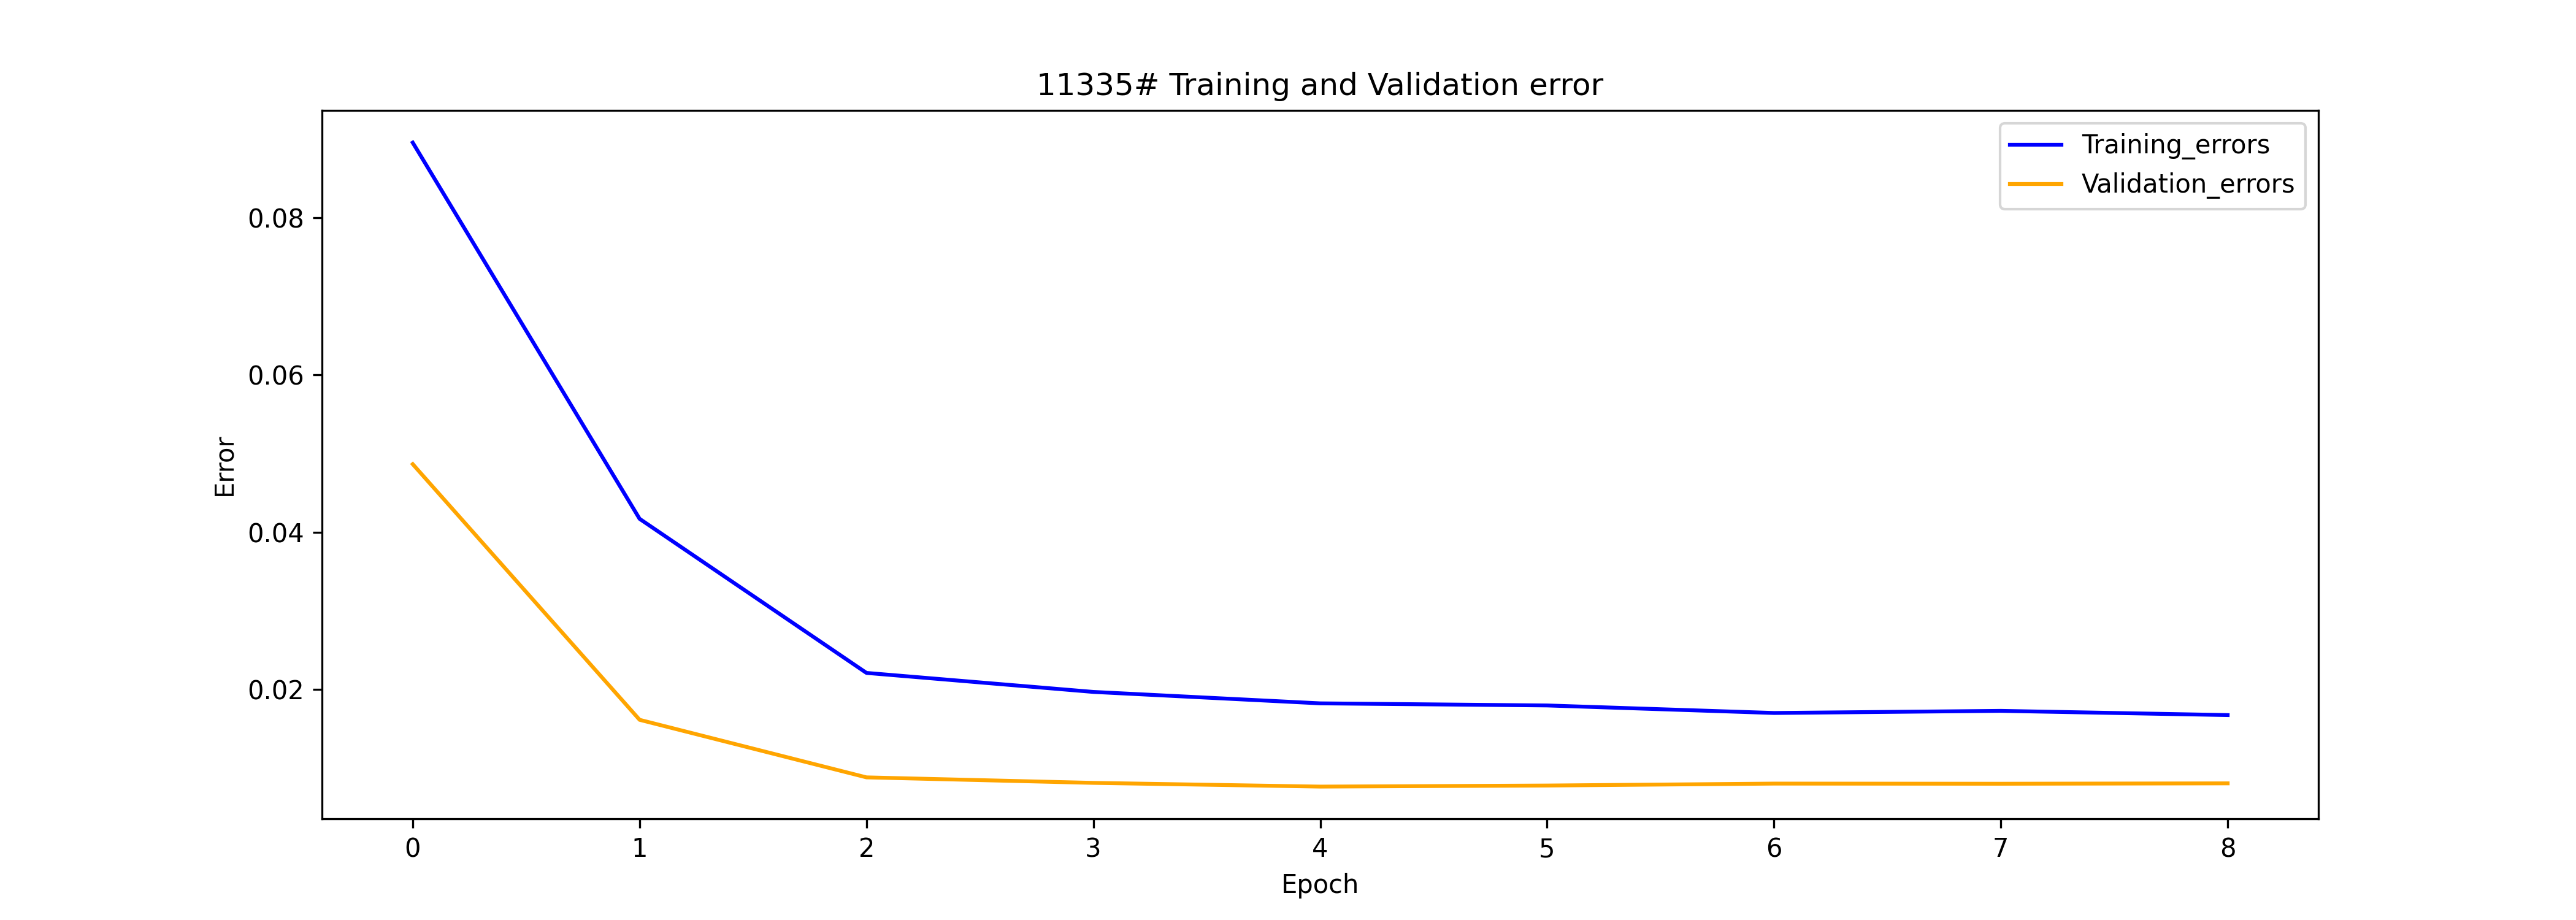 11335# Training and Validation error
Training_errors
Validation_errors
Error
0.08
0.06
0.04
0.02
0 1 2 3 4 5 6 7 8
Epoch